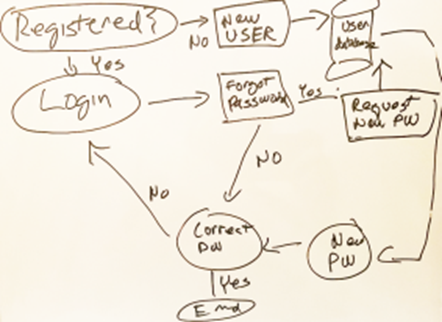 Registered?
No
New
USER
User
database
Yes
Login
Forgot
Password
Yes
Request
New PW
No
No
Correct
PW
New
PW
Yes
End